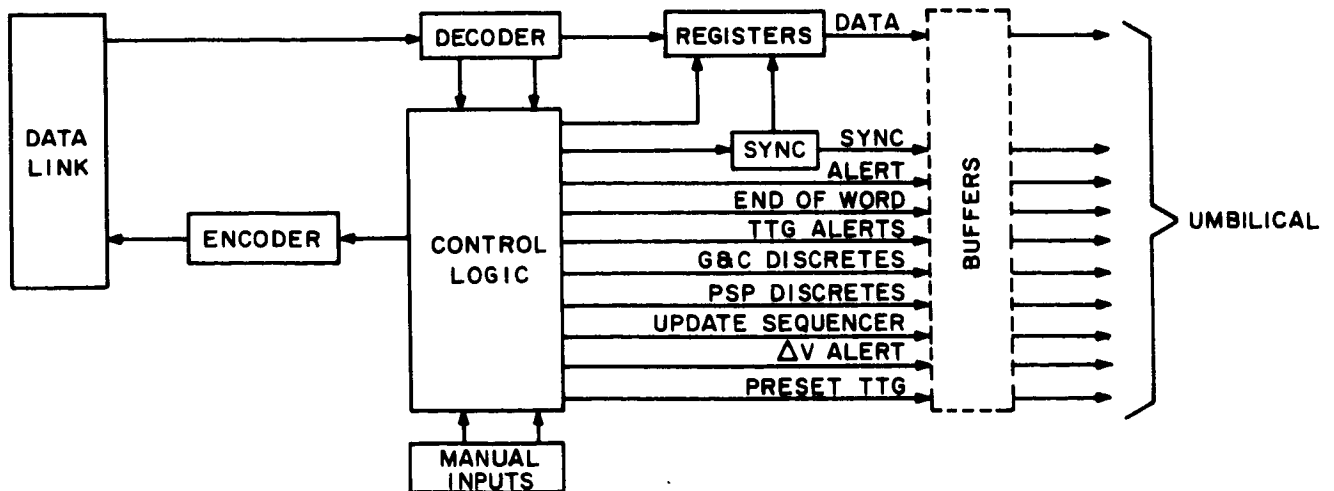 DATA
LINK
DECODER
REGISTERS
DATA
SYNC
SYNC
ALERT
END OF WORD
TTG ALERTS
G&C DISCRETES
PSP DISCRETES
UPDATE SEQUENCER
ΔV ALERT
PRESET TTG
ENCODER
CONTROL
LOGIC
MANUAL
INPUTS
BUFFERS
UMBILICAL